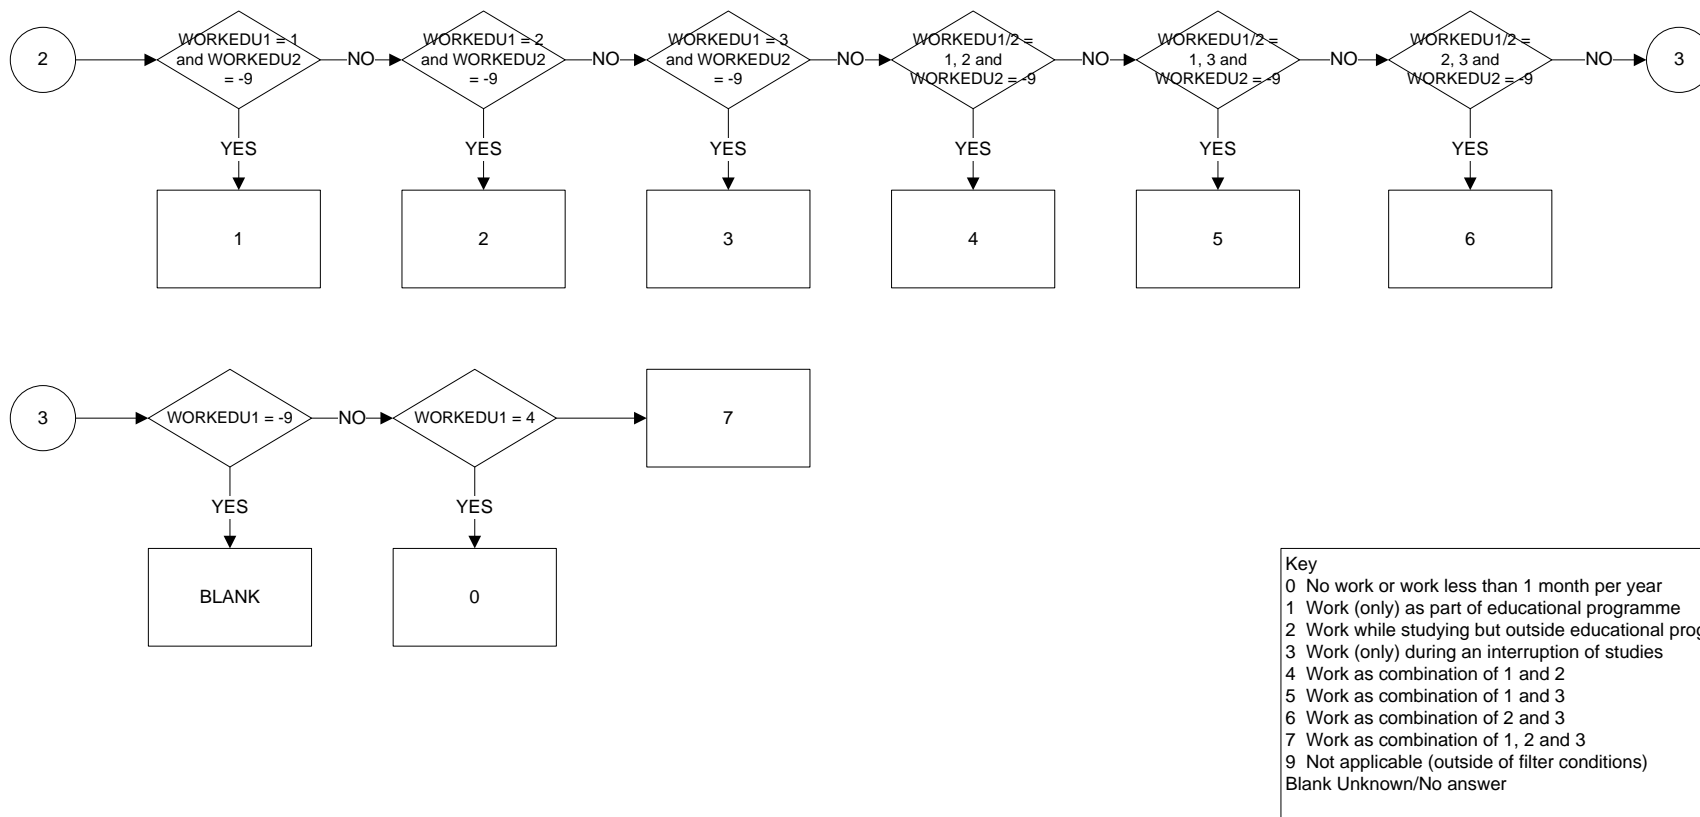 2
WORKEDU1 = 1
and WORKEDU2
= -9
NO
WORKEDU1 = 2
and WORKEDU2
= -9
NO
WORKEDU1 = 3
and WORKEDU2
= -9
NO
WORKEDU1/2 =
1, 2 and
WORKEDU2 = -9
NO
WORKEDU1/2 =
1, 3 and
WORKEDU2 = -9
NO
WORKEDU1/2 =
2, 3 and
WORKEDU2 = -9
NO
3
YES
YES
YES
YES
YES
YES
1
2
3
4
5
6
3
WORKEDU1 = -9
NO
WORKEDU1 = 4
7
YES
YES
BLANK
0
Key
0 No work or work less than 1 month per year
1 Work (only) as part of educational programme
2 Work while studying but outside educational prog
3 Work (only) during an interruption of studies
4 Work as combination of 1 and 2
5 Work as combination of 1 and 3
6 Work as combination of 2 and 3
7 Work as combination of 1, 2 and 3
9 Not applicable (outside of filter conditions)
Blank Unknown/No answer